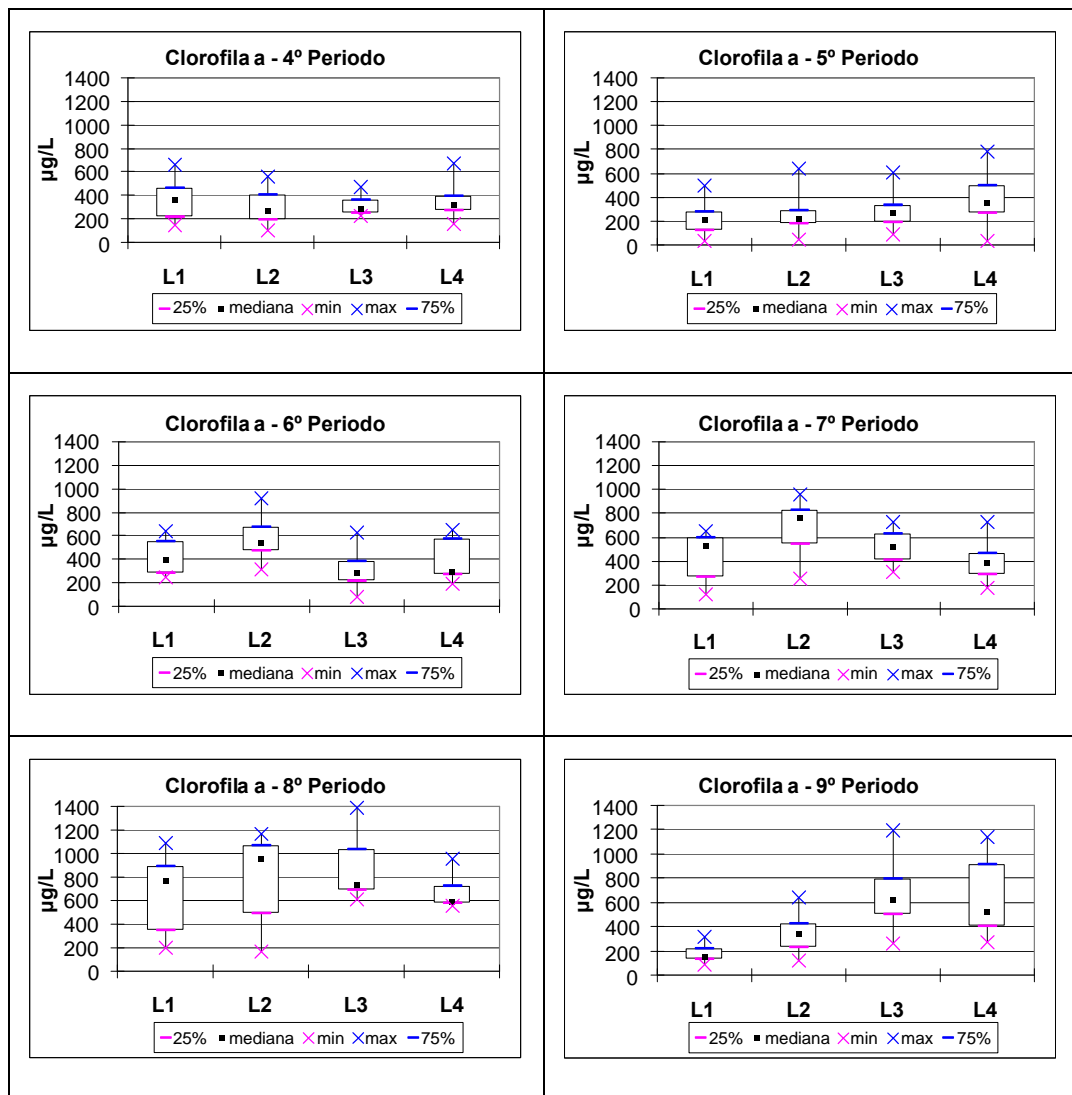 Clorofila a - 4º Periodo
1400
1200
1000
800
600
400
200
0
µg/L
L1 L2 L3 L4
25% mediana min max 75%
Clorofila a - 5º Periodo
1400
1200
1000
800
600
400
200
0
µg/L
L1 L2 L3 L4
25% mediana min max 75%
Clorofila a - 6º Periodo
1400
1200
1000
800
600
400
200
0
µg/L
L1 L2 L3 L4
25% mediana min max 75%
Clorofila a - 7º Periodo
1400
1200
1000
800
600
400
200
0
µg/L
L1 L2 L3 L4
25% mediana min max 75%
Clorofila a - 8º Periodo
1400
1200
1000
800
600
400
200
0
µg/L
L1 L2 L3 L4
25% mediana min max 75%
Clorofila a - 9º Periodo
1400
1200
1000
800
600
400
200
0
µg/L
L1 L2 L3 L4
25% mediana min max 75%